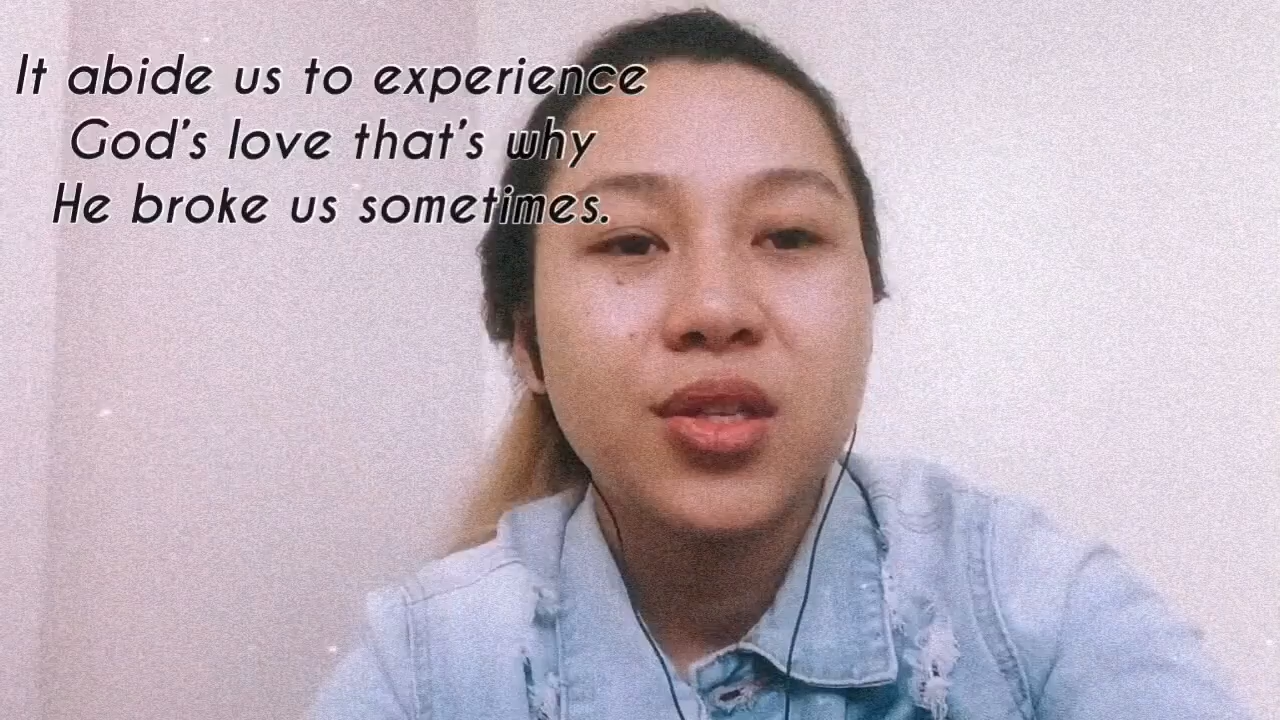 It abide us to experience
God's love that's why
He broke us sometimes.